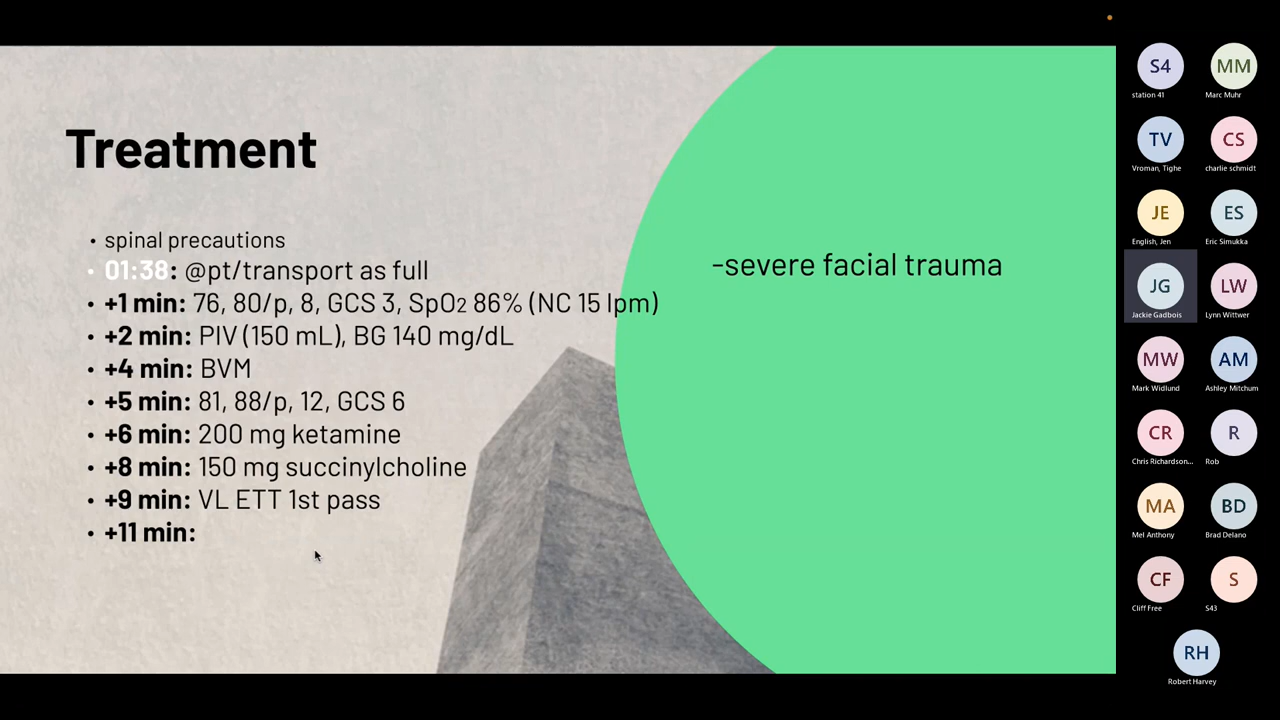 Treatment
• spinal precautions
• 01:38: @pt/transport as full
• +1 min: 76, 80/p, 8, GCS 3, SpO2 86% (NC 15 lpm)
• +2 min: PIV (150 mL), BG 140 mg/dL
• +4 min: BVM
• +5 min: 81, 88/p, 12, GCS 6
• +6 min: 200 mg ketamine
• +8 min: 150 mg succinylcholine
• +9 min: VL ETT 1st pass
• +11 min:
-severe facial trauma
S4
station 41
MM
Marc Muhr
TV
Vroman, Tighe
CS
charlie schmidt
JE
English, Jen
ES
Eric Simukka
JG
Jackie Gadbois
LW
Lynn Wittwer
MW
Mark Widlund
AM
Ashley Mitchum
CR
Chris Richardson...
R
Rob
MA
Mel Anthony
BD
Brad Delano
CF
Cliff Free
S
S43
RH
Robert Harvey